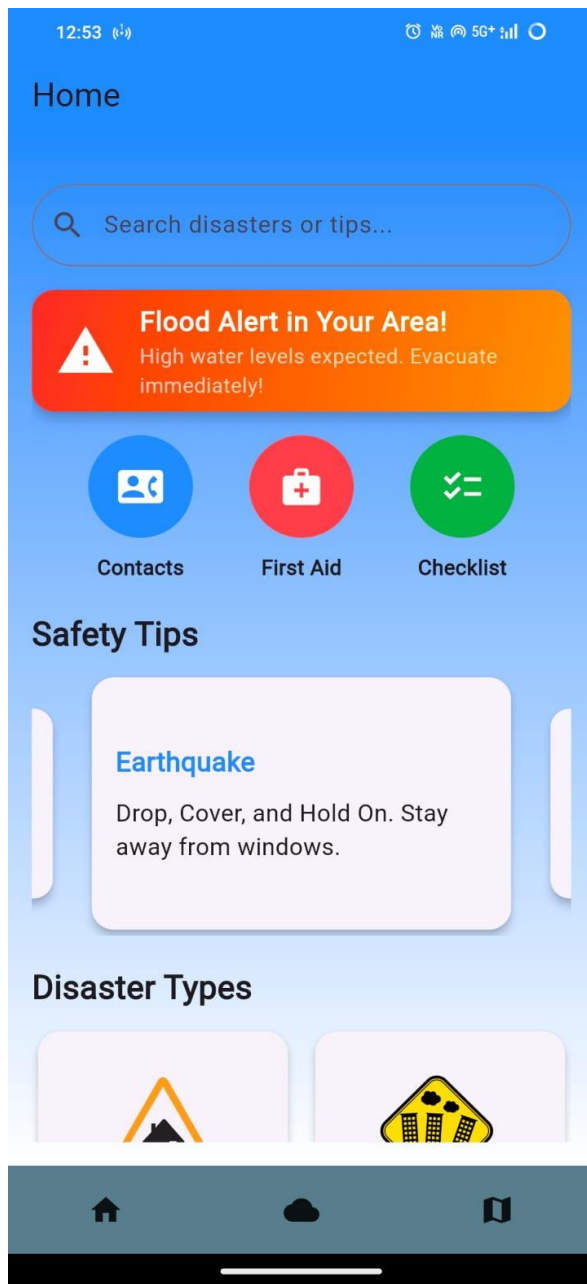 12:53
VoNR 5G+
Home
Search disasters or tips...
Flood Alert in Your Area!
High water levels expected. Evacuate
immediately!
Contacts
First Aid
Checklist
Safety Tips
Earthquake
Drop, Cover, and Hold On. Stay
away from windows.
Disaster Types